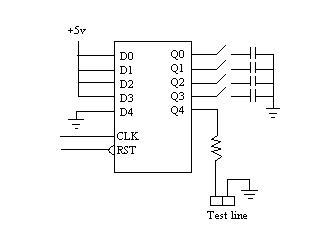 +5v
D0 Q0
D1 Q1
D2 Q2
D3 Q3
D4 Q4
CLK
RST
Test line